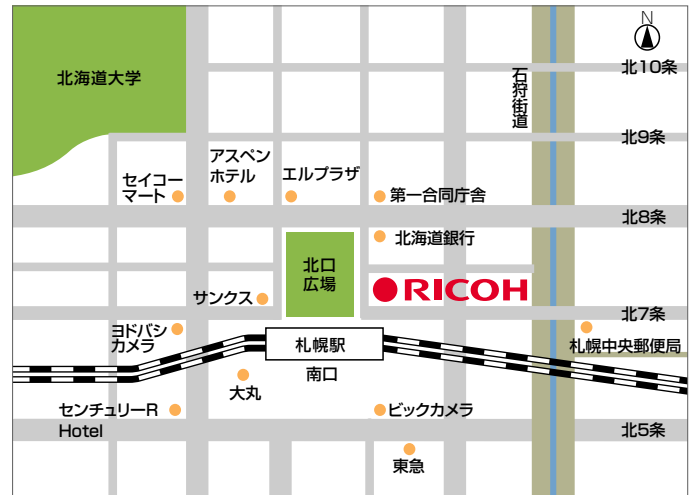 N
北10条
北海道大学
石狩街道
北9条
アスペン
ホテル
エルプラザ
セイコー
マート
第一合同庁舎
北8条
北海道銀行
北口
広場
RICOH
サンクス
北7条
ヨドバシ
カメラ
札幌駅
札幌中央郵便局
南口
大丸
センチュリーR
Hotel
ビックカメラ
北5条
東急